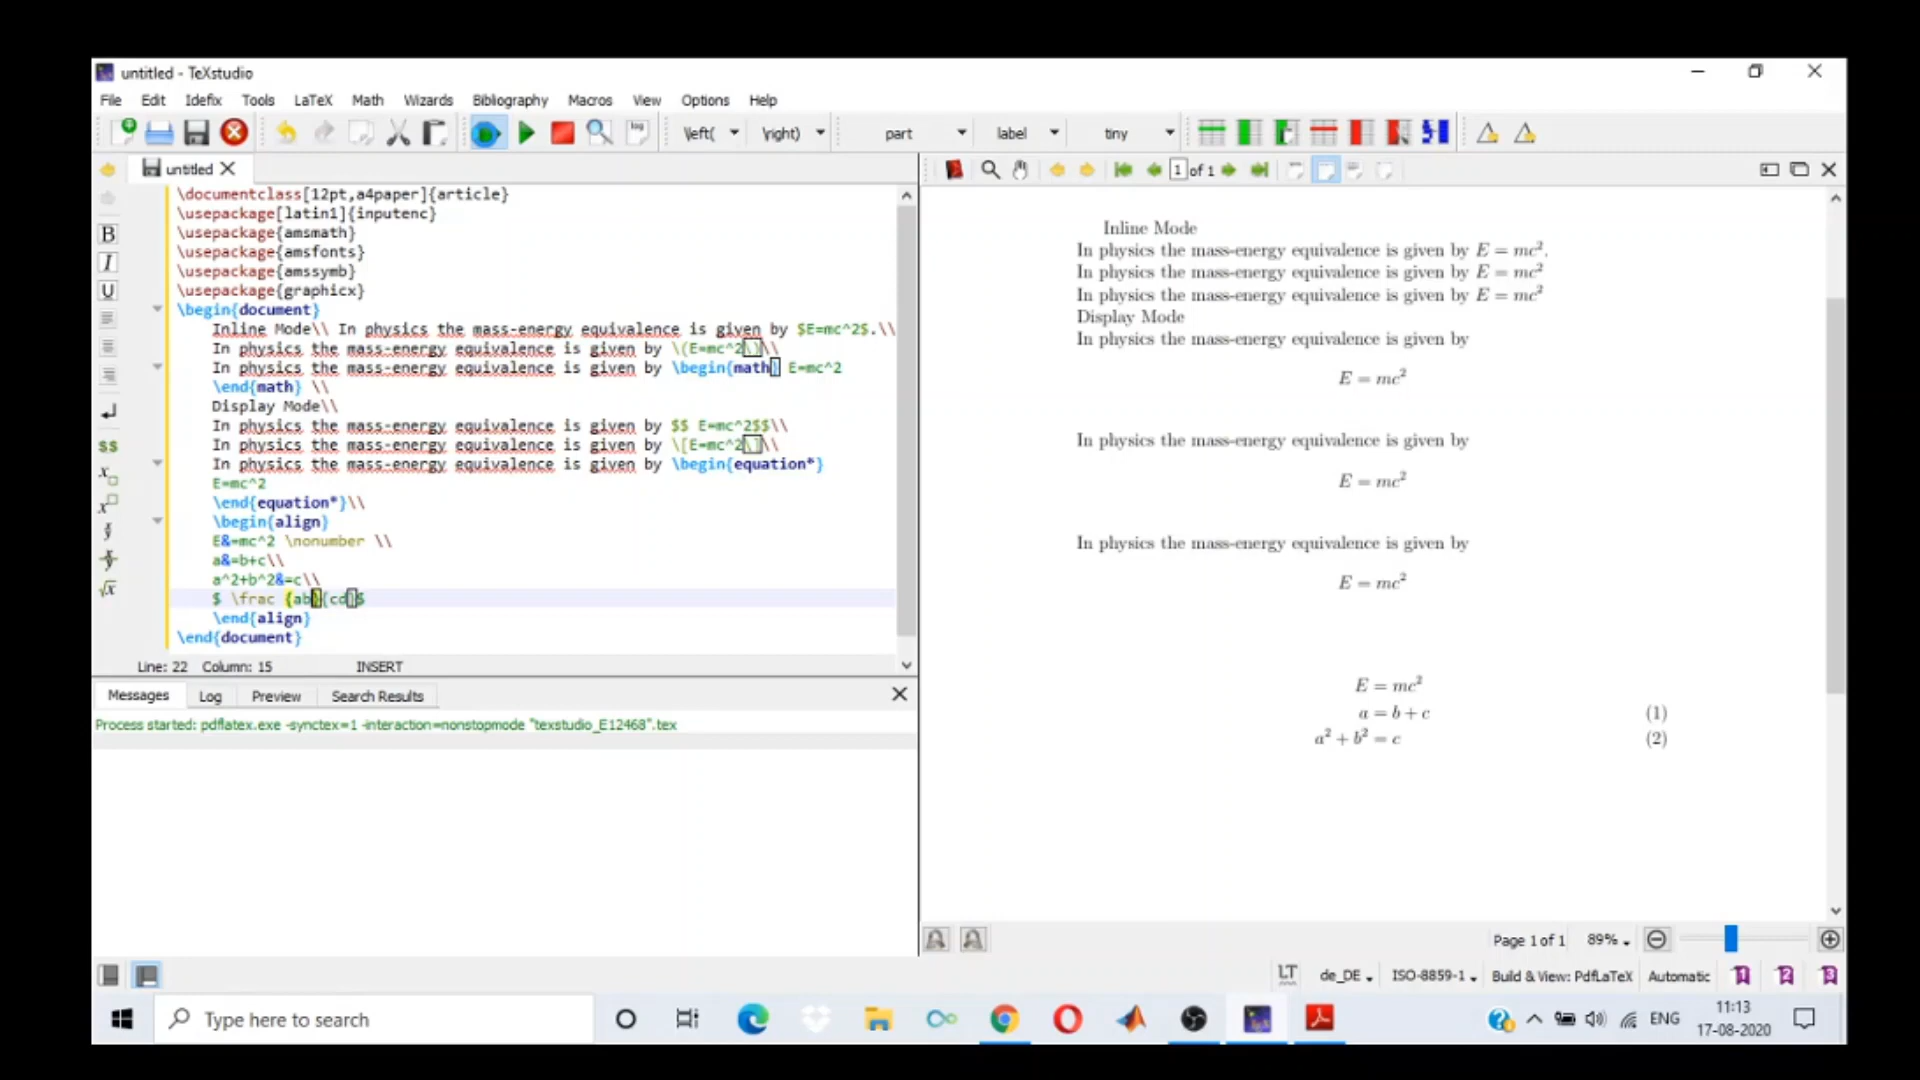 untitled - TeXstudio
File Edit Idefix Tools LaTeX Math Wizards Bibliography Macros View Options Help
log \left( \right) part label tiny
untitled
1 of 1
\documentclass[12pt,a4paper]{article}
\usepackage[latin1]{inputenc}
\usepackage{amsmath}
\usepackage{amsfonts}
\usepackage{amssymb}
\usepackage{graphicx}
\begin{document}
Inline Mode\\ In physics the mass-energy equivalence is given by $E=mc^2$.\\
In physics the mass-energy equivalence is given by \(E=mc^2\)\\
In physics the mass-energy equivalence is given by \begin{math} E=mc^2
\end{math} \\
Display Mode\\
In physics the mass-energy equivalence is given by $$ E=mc^2$$\\
In physics the mass-energy equivalence is given by \[E=mc^2\]\\
In physics the mass-energy equivalence is given by \begin{equation*}
E=mc^2
\end{equation*}\\
\begin{align}
E&=mc^2 \nonumber \\
a&=b+c\\
a^2+b^2&=c\\
$ \frac {ab}{cd}$
\end{align}
\end{document}
B
I
U
$$
Line: 22 Column: 15 INSERT
Messages Log Preview Search Results
Process started: pdflatex.exe -synctex=1 -interaction=nonstopmode "texstudio_E12468".tex
Inline Mode
In physics the mass-energy equivalence is given by E = mc².
In physics the mass-energy equivalence is given by E = mc²
In physics the mass-energy equivalence is given by E = mc²
Display Mode
In physics the mass-energy equivalence is given by
E = mc²
In physics the mass-energy equivalence is given by
E = mc²
In physics the mass-energy equivalence is given by
E = mc²
E = mc²
a = b + c (1)
a² + b² = c (2)
Page 1 of 1 89%
LT de_DE ISO-8859-1 Build & View: PdfLaTeX Automatic 1 2 3
Type here to search
ENG
11:13
17-08-2020